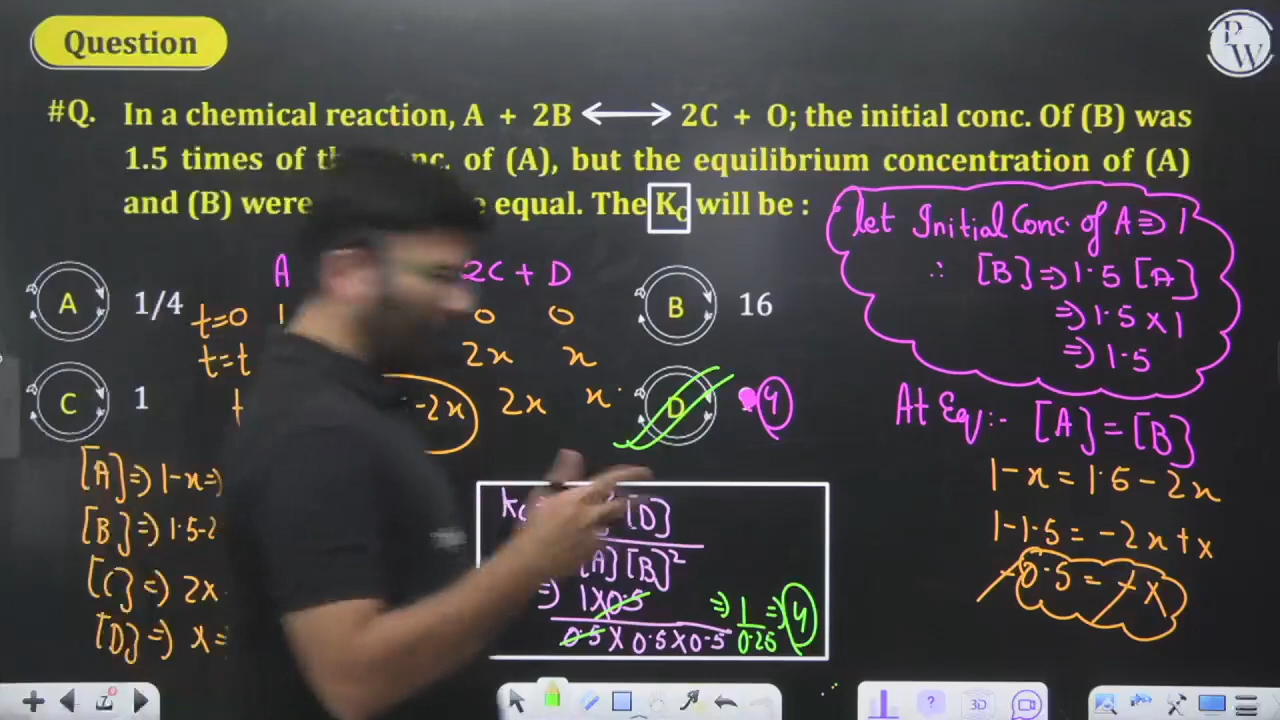 Question
PW
#Q. In a chemical reaction, A + 2B ⟷ 2C + O; the initial conc. Of (B) was
1.5 times of of (A), but the equilibrium concentration of (A)
and (B) were equal. The K_C will be :
let Initial Conc. of A ⇒ 1
∴ [B] ⇒ 1.5 [A]
⇒ 1.5 × 1
⇒ 1.5
A 2C + D
t=0 1 0 0
t=t 2x x
-2x 2x x
A 1/4
B 16
C 1
D 4
At Eq:- [A] = [B]
1-x = 1.5 - 2x
1-1.5 = -2x+x
-0.5 = -x
[A] ⇒ 1-x ⇒
[B] ⇒ 1.5-2
[C] ⇒ 2x
[D] ⇒ x =
[D]
[A][B]²
⇒ 1×0.5
0.5 × 0.5 × 0.5
⇒ 1 ⇒ 4
0.25
3D